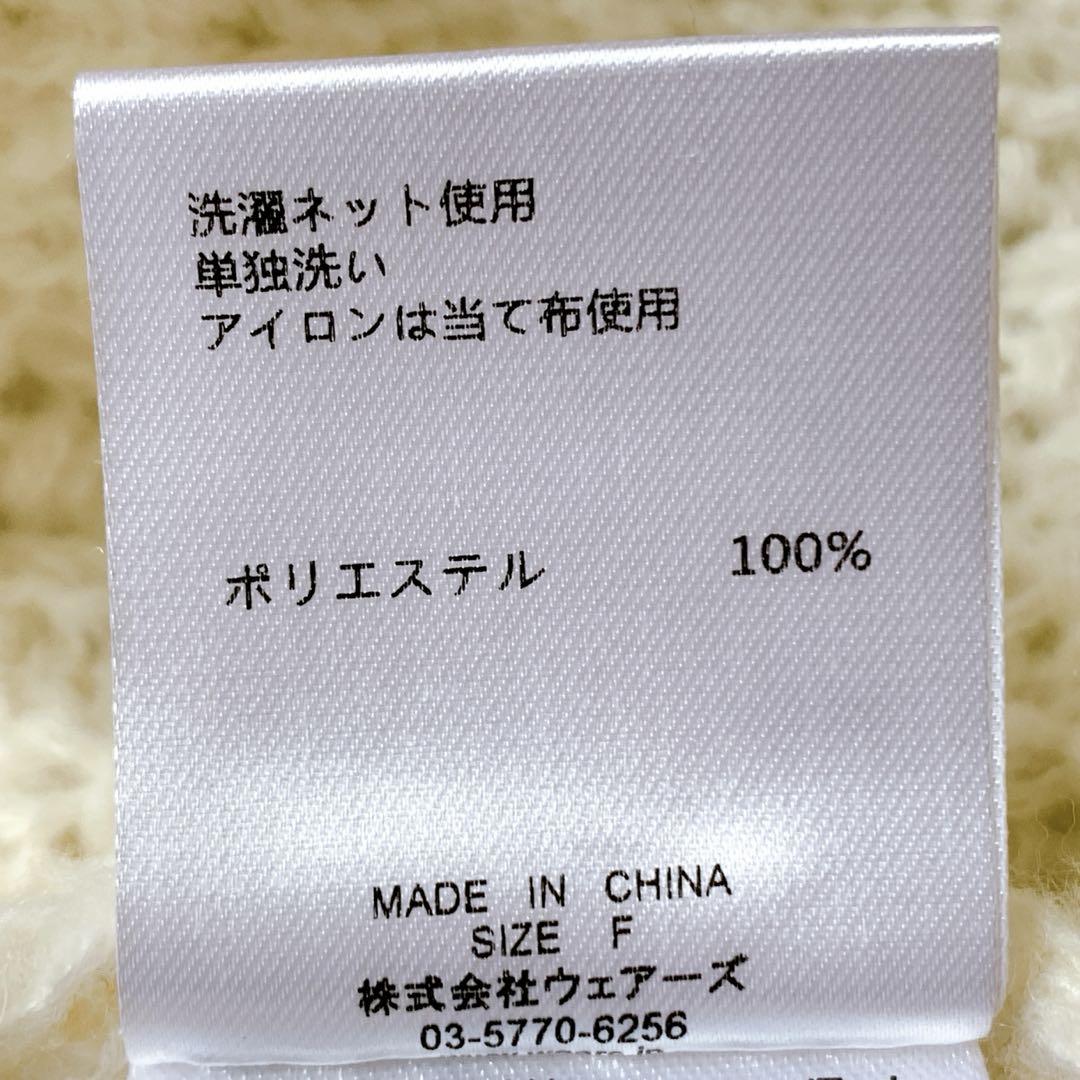 洗濯ネット使用
単独洗い
アイロンは当て布使用
ポリエステル 100%
MADE IN CHINA
SIZE F
株式会社ウェアーズ
03-5770-6256